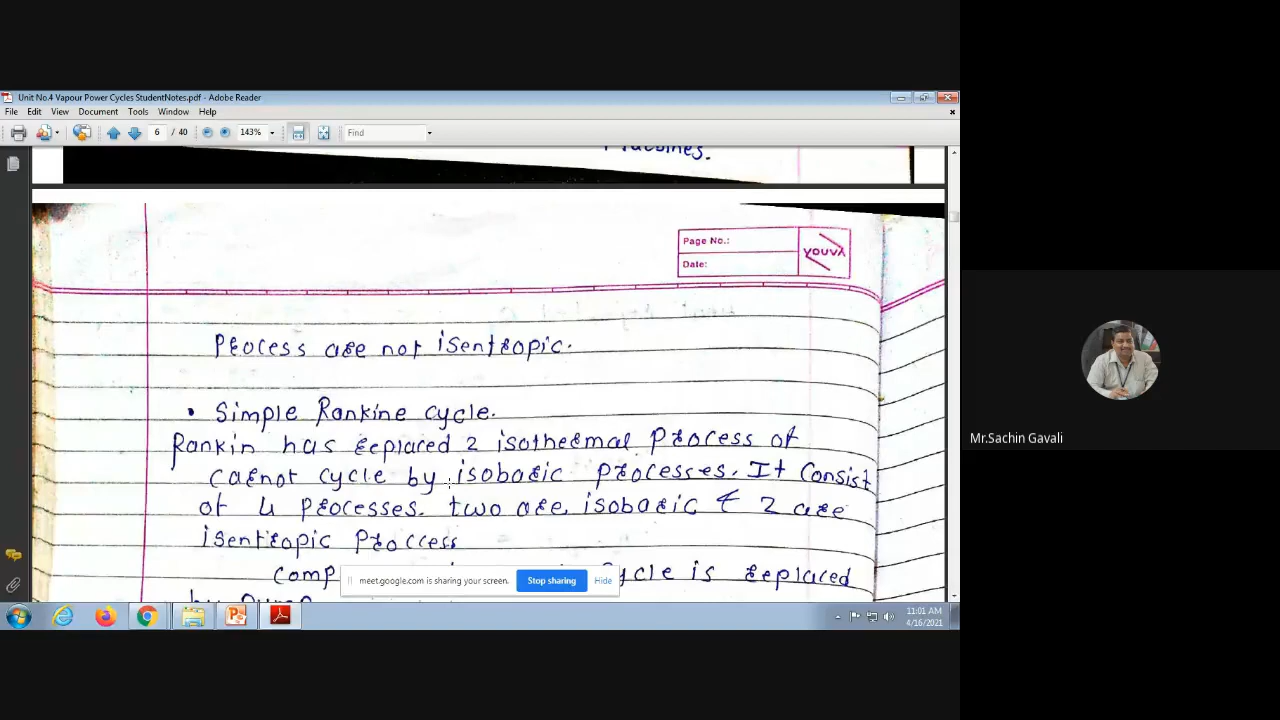 Unit No.4 Vapour Power Cycles StudentNotes.pdf - Adobe Reader
File Edit View Document Tools Window Help
6 / 40 143% Find
Machines.
Page No.:
Date:
youva
Process are not isentropic.
• Simple Rankine cycle.
Rankin has replaced 2 isothermal Process of
carnot cycle by isobaric processes. It consist
of 4 processes. two are isobaric & 2 are
isentropic Proccess
comp cycle is replaced
by Pump
meet.google.com is sharing your screen. Stop sharing Hide
Mr.Sachin Gavali
11:01 AM
4/16/2021